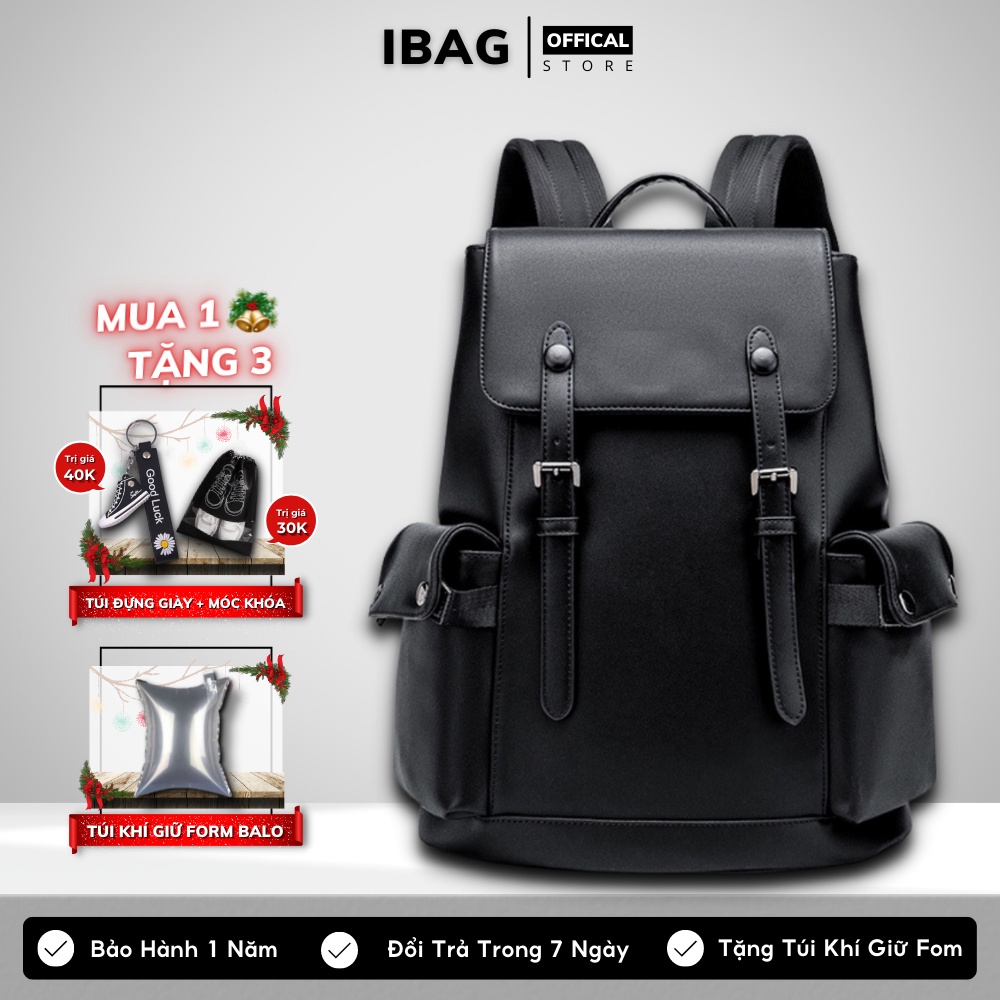 IBAG
OFFICAL
STORE
MUA 1
TẶNG 3
Trị giá
40K
Good Luck
Trị giá
30K
TÚI ĐỰNG GIÀY + MÓC KHÓA
TÚI KHÍ GIỮ FORM BALO
Bảo Hành 1 Năm
Đổi Trả Trong 7 Ngày
Tặng Túi Khí Giữ Fom